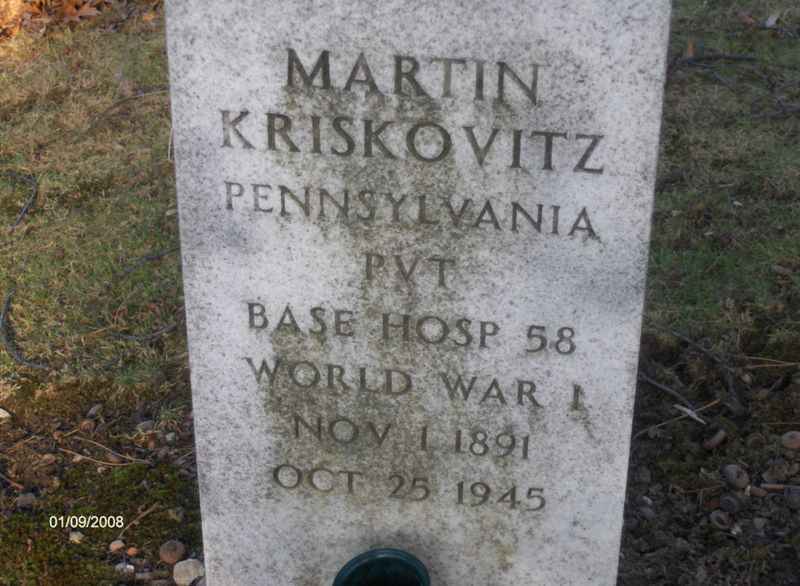 MARTIN
KRISKOVITZ
PENNSYLVANIA
PVT
BASE HOSP 58
WORLD WAR I
NOV 1 1891
OCT 25 1945
01/09/2008